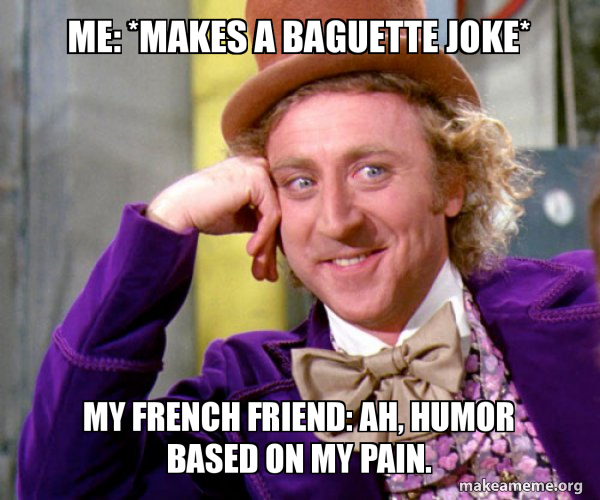 ME: *MAKES A BAGUETTE JOKE*
MY FRENCH FRIEND: AH, HUMOR
BASED ON MY PAIN.
makeameme.org